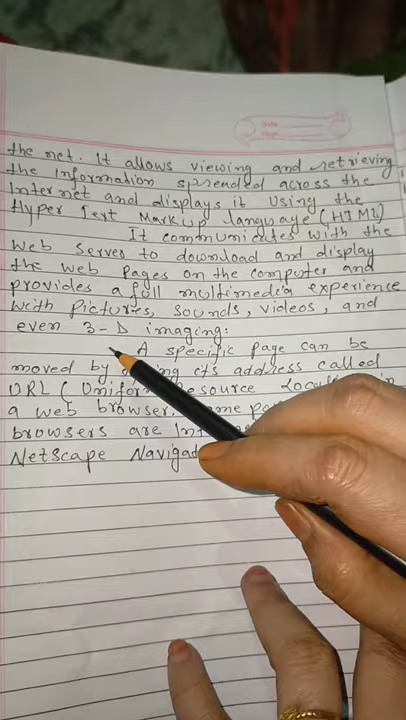 the net. It allows viewing and retrieving
the Information spreaded across the
Internet and displays it Using the
Hyper Text Markup language (HTML)
It communicates with the
Web Server to download and display
the web pages on the computer and
provides a full multimedia experience
with Pictures, sounds, videos, and
even 3-D imaging:
A specific page can be
moved by its address called
URL ( in
a web browser.
browsers are
NetScape